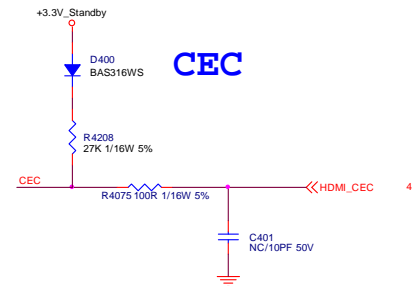 +3.3V_Standby
CEC
D400
BAS316WS
R4208
27K 1/16W 5%
CEC
R4075 100R 1/16W 5%
HDMI_CEC
4
C401
NC/10PF 50V